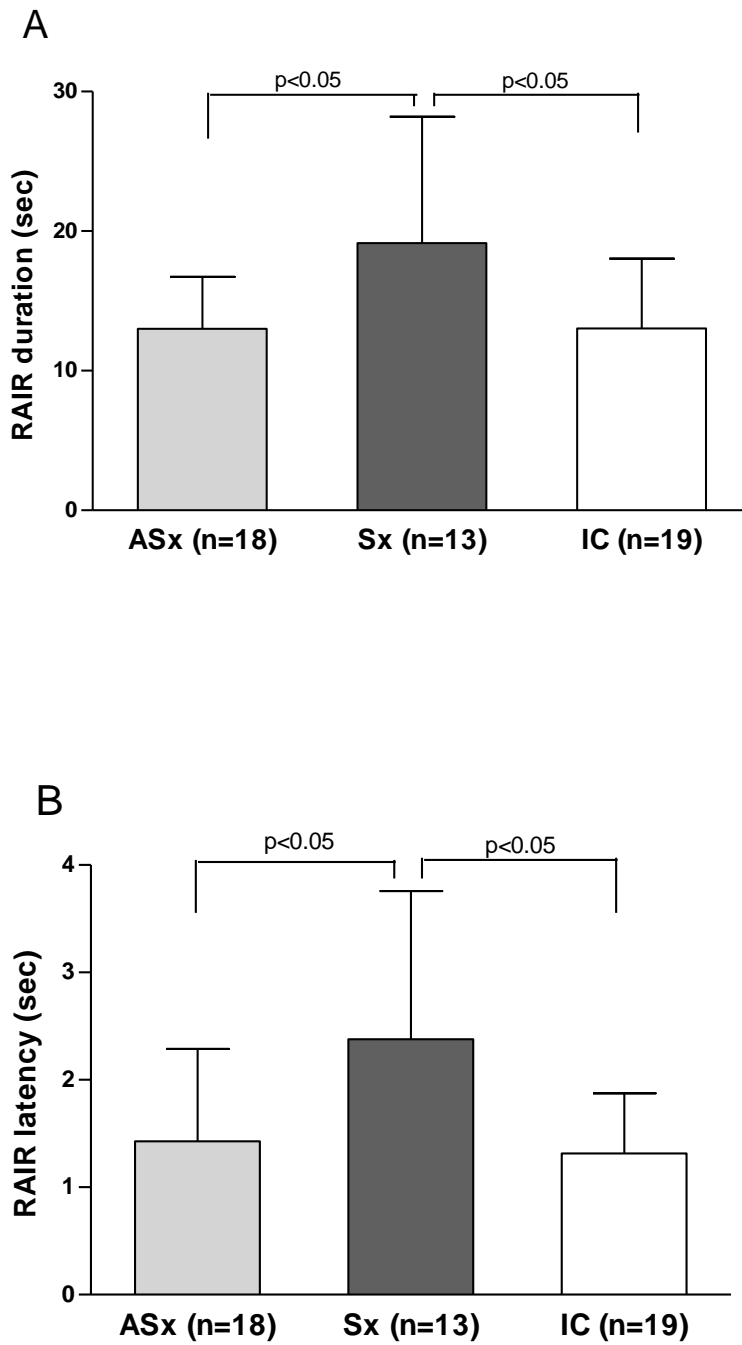 A
p<0.05
p<0.05
30
20
10
0
RAIR duration (sec)
ASx (n=18)
Sx (n=13)
IC (n=19)
B
p<0.05
p<0.05
4
3
2
1
0
RAIR latency (sec)
ASx (n=18)
Sx (n=13)
IC (n=19)